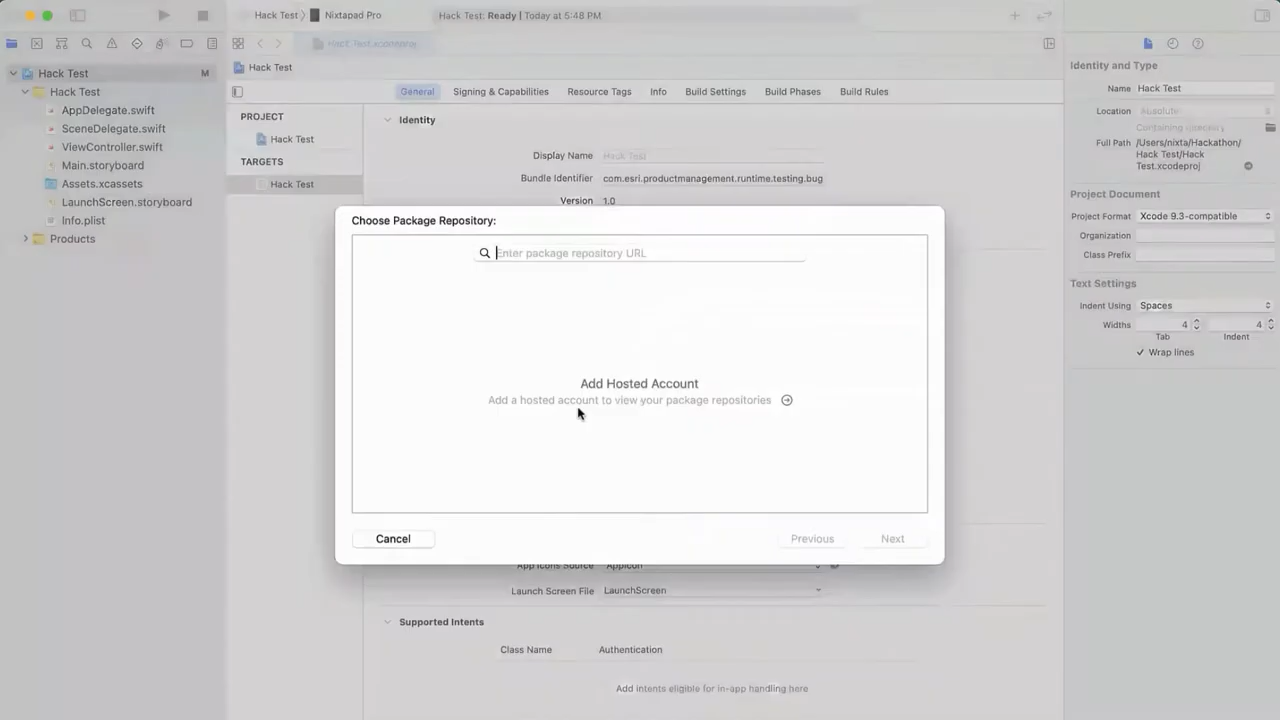 Hack Test
Nixtapad Pro
Hack Test: Ready | Today at 5:48 PM
Hack Test.xcodeproj
Hack Test
M
Hack Test
AppDelegate.swift
SceneDelegate.swift
ViewController.swift
Main.storyboard
Assets.xcassets
LaunchScreen.storyboard
Info.plist
Products
Hack Test
General
Signing & Capabilities
Resource Tags
Info
Build Settings
Build Phases
Build Rules
PROJECT
Hack Test
TARGETS
Hack Test
Identity
Display Name
Hack Test
Bundle Identifier
com.esri.productmanagement.runtime.testing.bug
Version
1.0
Choose Package Repository:
Enter package repository URL
Add Hosted Account
Add a hosted account to view your package repositories
Cancel
Previous
Next
App Icons Source
AppIcon
Launch Screen File
LaunchScreen
Supported Intents
Class Name
Authentication
Add intents eligible for in-app handling here
Identity and Type
Name
Hack Test
Location
Absolute
Containing
Full Path
/Users/nixta/Hackathon/
Hack Test/Hack
Test.xcodeproj
Project Document
Project Format
Xcode 9.3-compatible
Organization
Class Prefix
Text Settings
Indent Using
Spaces
Widths
4
4
Tab
Indent
Wrap lines